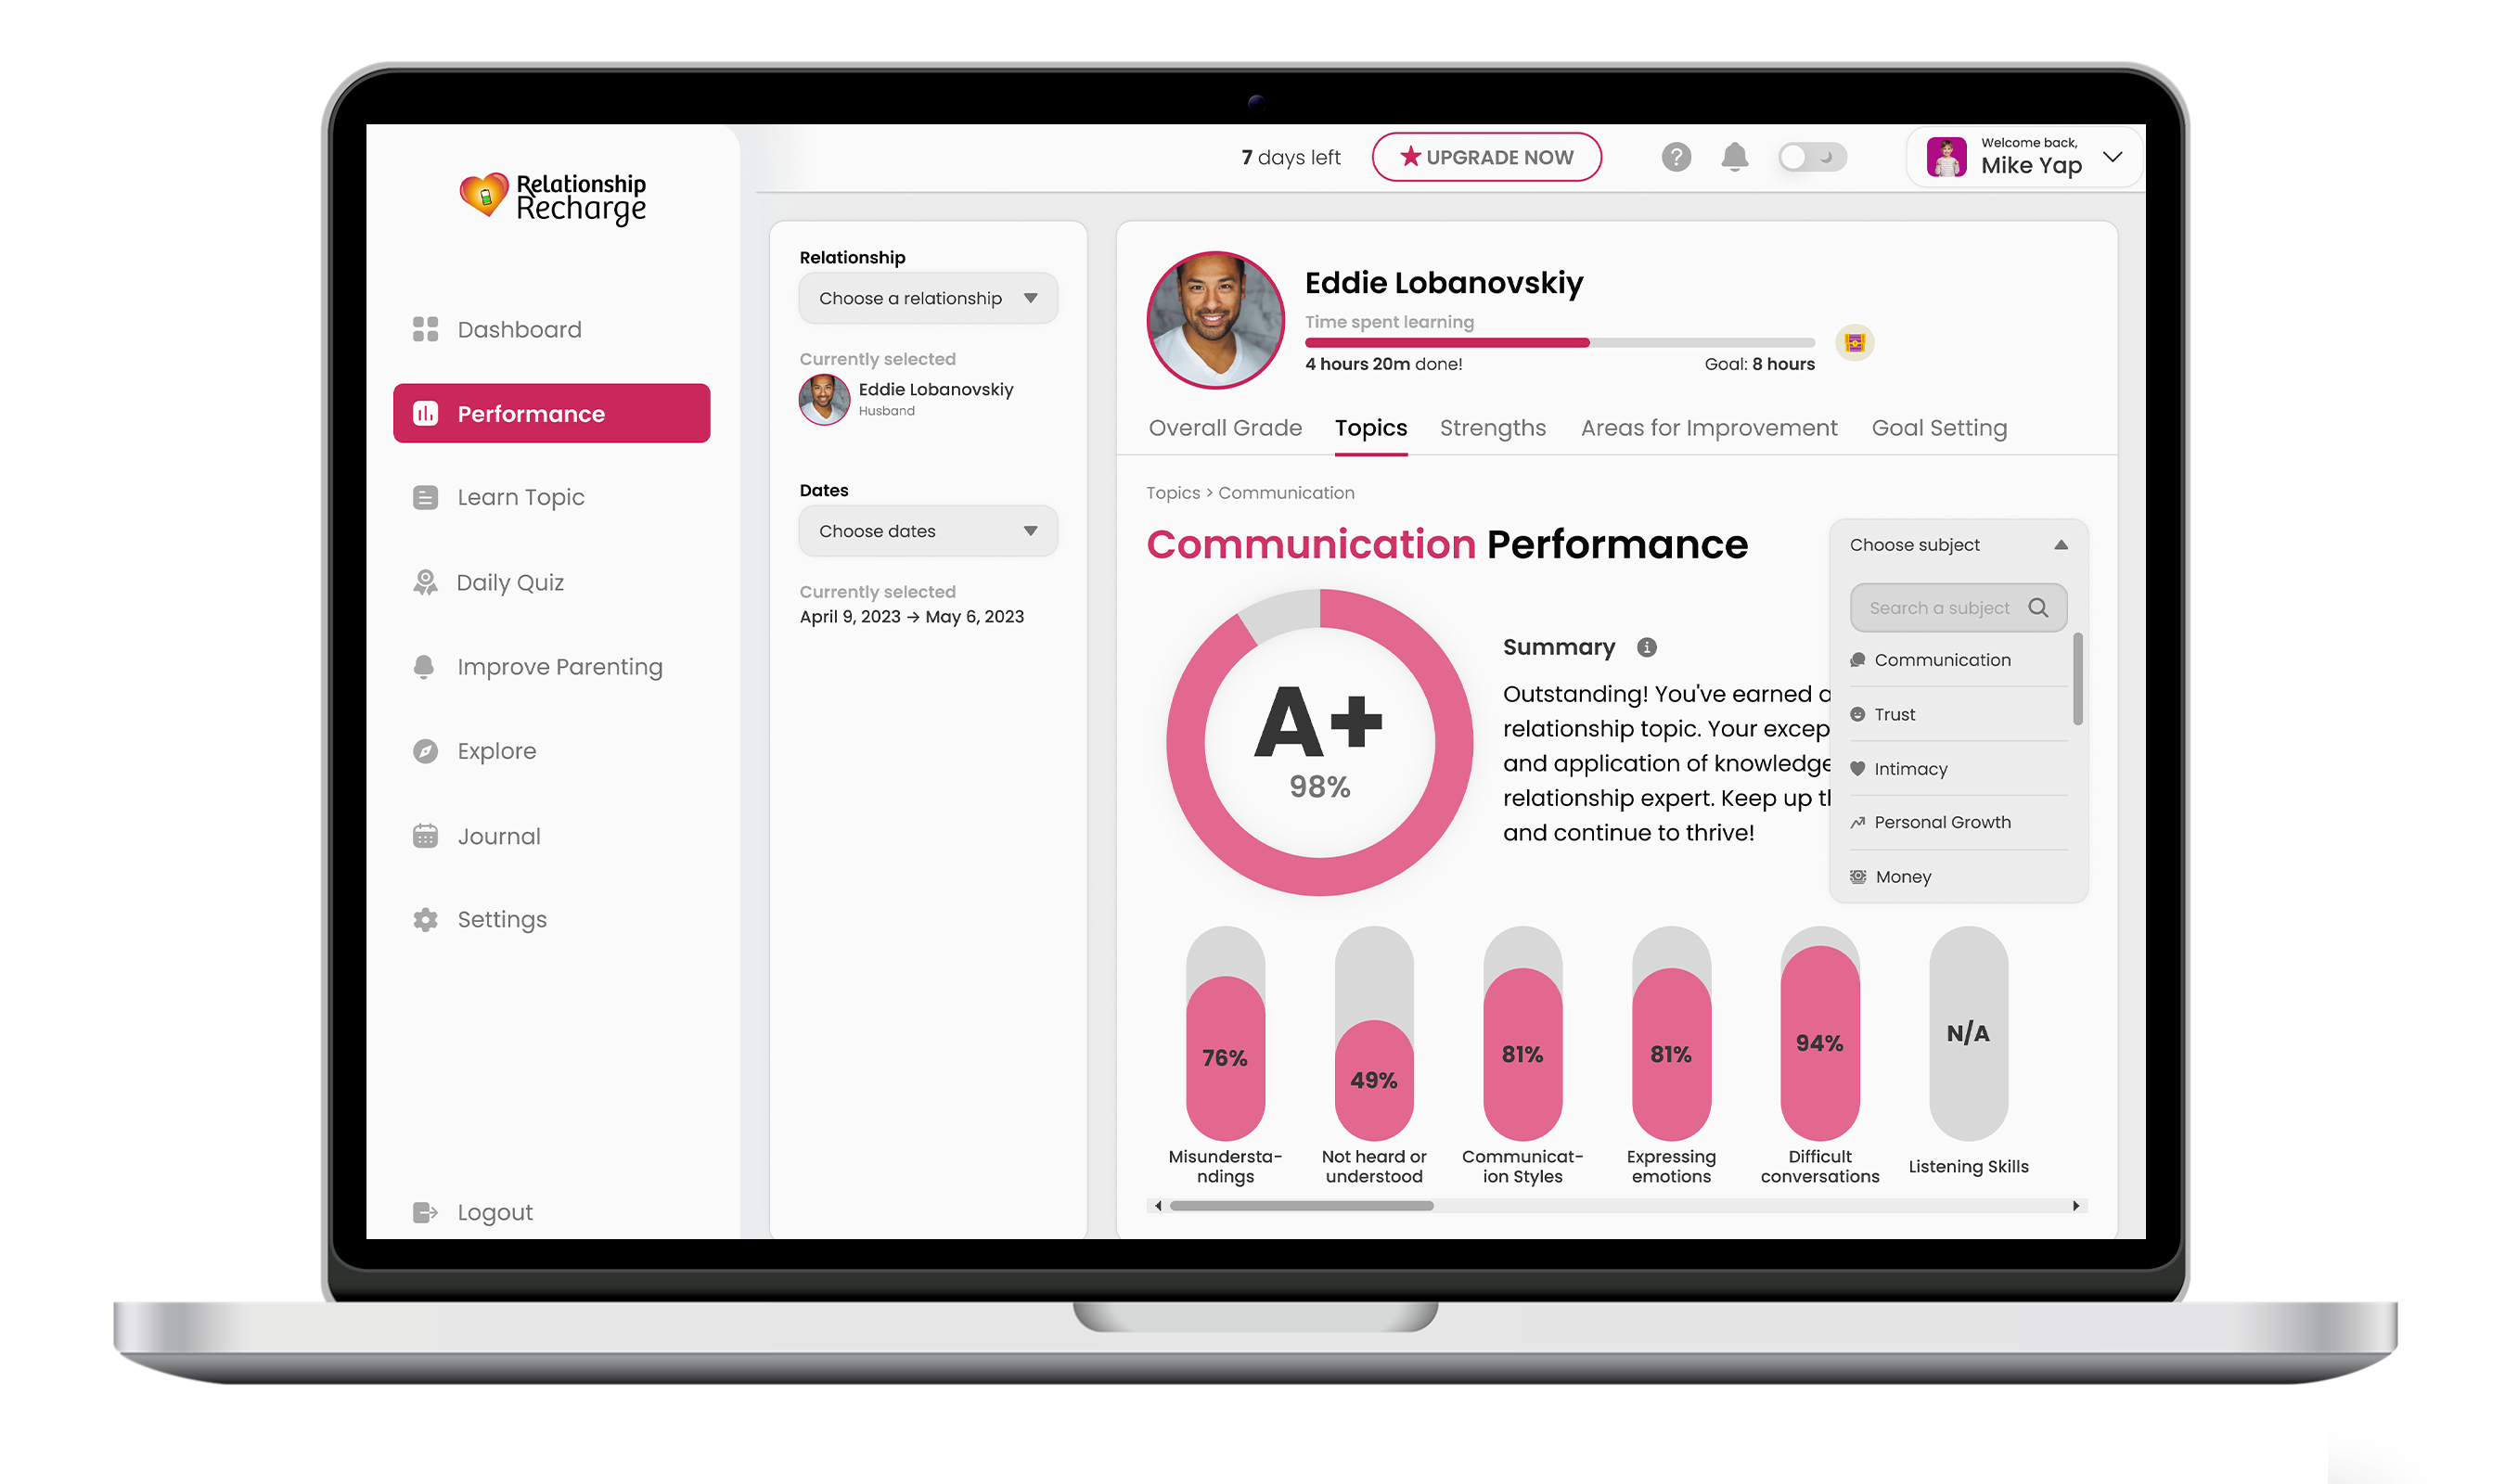 Relationship
Recharge
Dashboard
Performance
Learn Topic
Daily Quiz
Improve Parenting
Explore
Journal
Settings
Logout
7 days left
UPGRADE NOW
?
Welcome back,
Mike Yap
Relationship
Choose a relationship
Currently selected
Eddie Lobanovskiy
Husband
Dates
Choose dates
Currently selected
April 9, 2023 → May 6, 2023
Eddie Lobanovskiy
Time spent learning
4 hours 20m done!
Goal: 8 hours
Overall Grade
Topics
Strengths
Areas for Improvement
Goal Setting
Topics > Communication
Communication Performance
A+
98%
Summary
i
Outstanding! You've earned a
relationship topic. Your excep
and application of knowledge
relationship expert. Keep up
and continue to thrive!
Choose subject
Search a subject
Communication
Trust
Intimacy
Personal Growth
Money
76%
49%
81%
81%
94%
N/A
Misundersta-
ndings
Not heard or
understood
Communicat-
ion Styles
Expressing
emotions
Difficult
conversations
Listening Skills